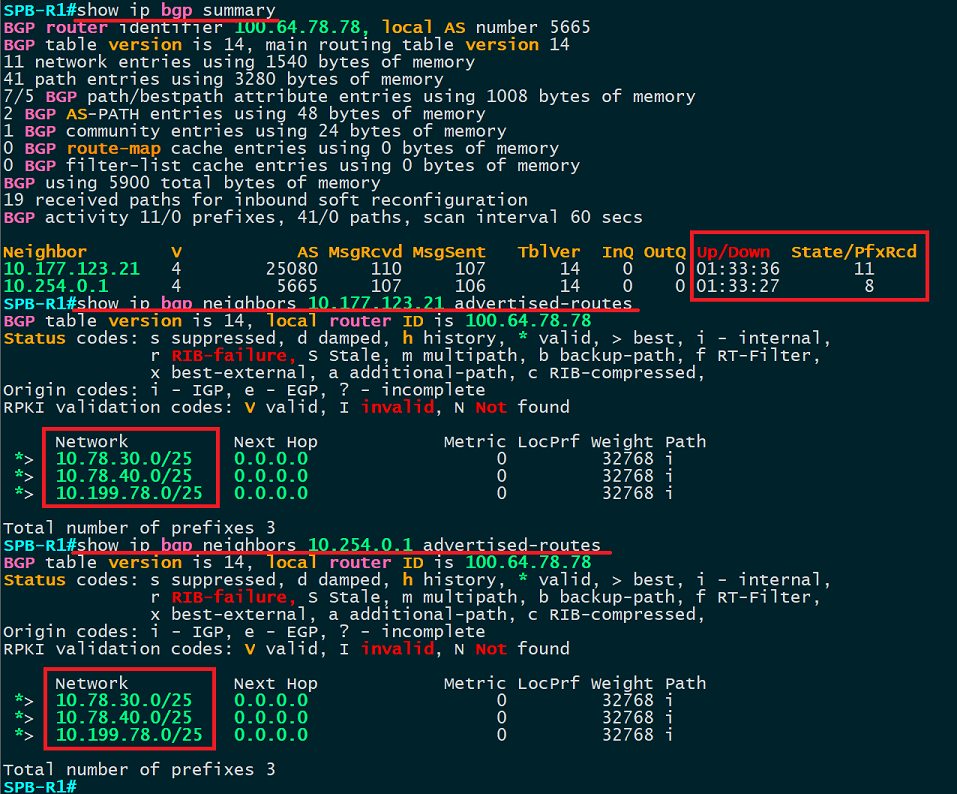 SPB-R1#show ip bgp summary
BGP router identifier 100.64.78.78, local AS number 5665
BGP table version is 14, main routing table version 14
11 network entries using 1540 bytes of memory
41 path entries using 3280 bytes of memory
7/5 BGP path/bestpath attribute entries using 1008 bytes of memory
2 BGP AS-PATH entries using 48 bytes of memory
1 BGP community entries using 24 bytes of memory
0 BGP route-map cache entries using 0 bytes of memory
0 BGP filter-list cache entries using 0 bytes of memory
BGP using 5900 total bytes of memory
19 received paths for inbound soft reconfiguration
BGP activity 11/0 prefixes, 41/0 paths, scan interval 60 secs
Neighbor V AS MsgRcvd MsgSent TblVer InQ OutQ Up/Down State/PfxRcd
10.177.123.21 4 25080 110 107 14 0 0 01:33:36 11
10.254.0.1 4 5665 107 106 14 0 0 01:33:27 8
SPB-R1#show ip bgp neighbors 10.177.123.21 advertised-routes
BGP table version is 14, local router ID is 100.64.78.78
Status codes: s suppressed, d damped, h history, * valid, > best, i - internal,
r RIB-failure, S Stale, m multipath, b backup-path, f RT-Filter,
x best-external, a additional-path, c RIB-compressed,
Origin codes: i - IGP, e - EGP, ? - incomplete
RPKI validation codes: V valid, I invalid, N Not found
Network Next Hop Metric LocPrf Weight Path
*> 10.78.30.0/25 0.0.0.0 0 32768 i
*> 10.78.40.0/25 0.0.0.0 0 32768 i
*> 10.199.78.0/25 0.0.0.0 0 32768 i
Total number of prefixes 3
SPB-R1#show ip bgp neighbors 10.254.0.1 advertised-routes
BGP table version is 14, local router ID is 100.64.78.78
Status codes: s suppressed, d damped, h history, * valid, > best, i - internal,
r RIB-failure, S Stale, m multipath, b backup-path, f RT-Filter,
x best-external, a additional-path, c RIB-compressed,
Origin codes: i - IGP, e - EGP, ? - incomplete
RPKI validation codes: V valid, I invalid, N Not found
Network Next Hop Metric LocPrf Weight Path
*> 10.78.30.0/25 0.0.0.0 0 32768 i
*> 10.78.40.0/25 0.0.0.0 0 32768 i
*> 10.199.78.0/25 0.0.0.0 0 32768 i
Total number of prefixes 3
SPB-R1#